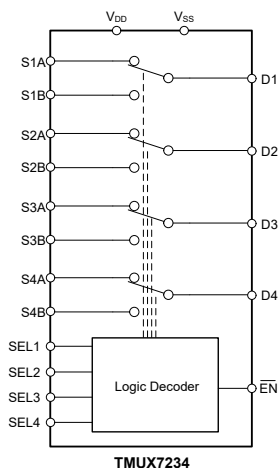 VDD VSS
S1A
D1
S1B
S2A
D2
S2B
S3A
D3
S3B
S4A
D4
S4B
SEL1
SEL2
Logic Decoder
EN
SEL3
SEL4
TMUX7234